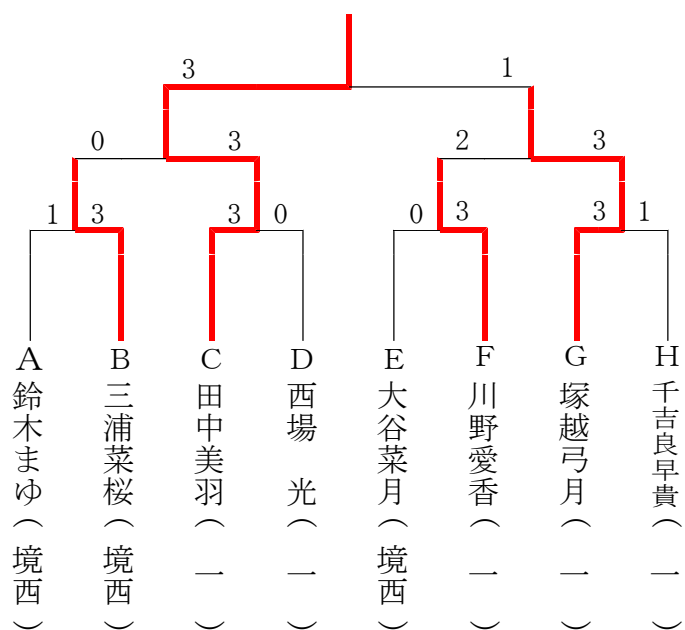 3 1
0 3 2 3
1 3 3 0 0 3 3 1
A B C D E F G H
鈴木まゆ(境西)
三浦菜桜(境西)
田中美羽(一)
西場 光(一)
大谷菜月(境西)
川野愛香(一)
塚越弓月(一)
千吉良早貴(一)